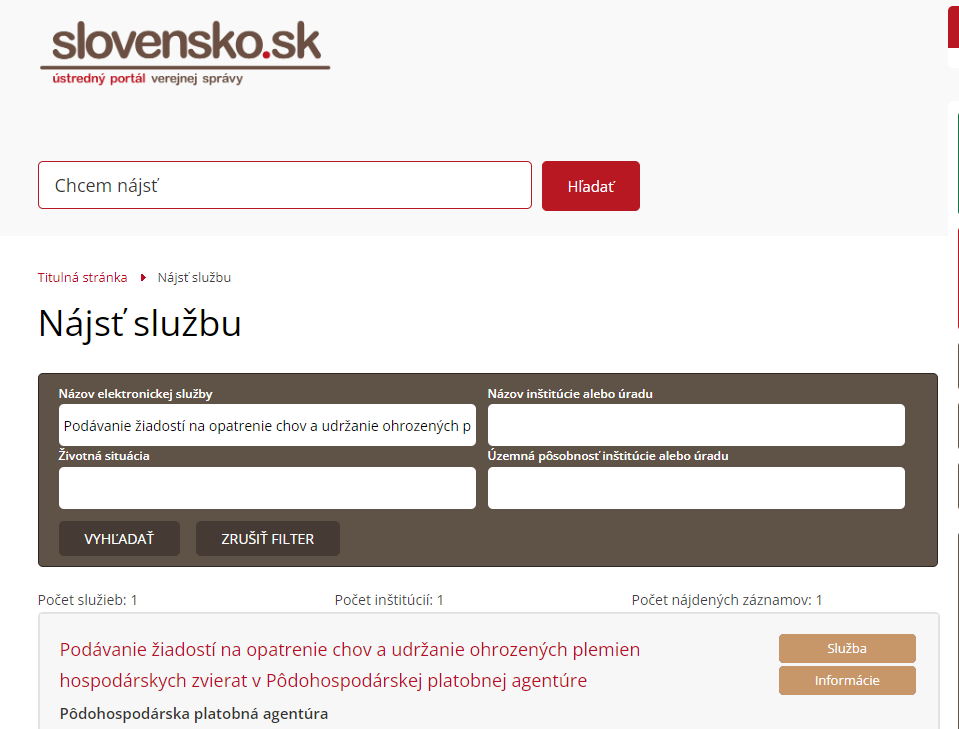 slovensko.sk
ústredný portál verejnej správy
Chcem nájsť
Hľadať
Titulná stránka
Nájsť službu
Nájsť službu
Názov elektronickej služby
Názov inštitúcie alebo úradu
Podávanie žiadostí na opatrenie chov a udržanie ohrozených p
Životná situácia
Územná pôsobnosť inštitúcie alebo úradu
VYHĽADAŤ
ZRUŠIŤ FILTER
Počet služieb: 1
Počet inštitúcií: 1
Počet nájdených záznamov: 1
Podávanie žiadostí na opatrenie chov a udržanie ohrozených plemien
hospodárskych zvierat v Pôdohospodárskej platobnej agentúre
Služba
Informácie
Pôdohospodárska platobná agentúra